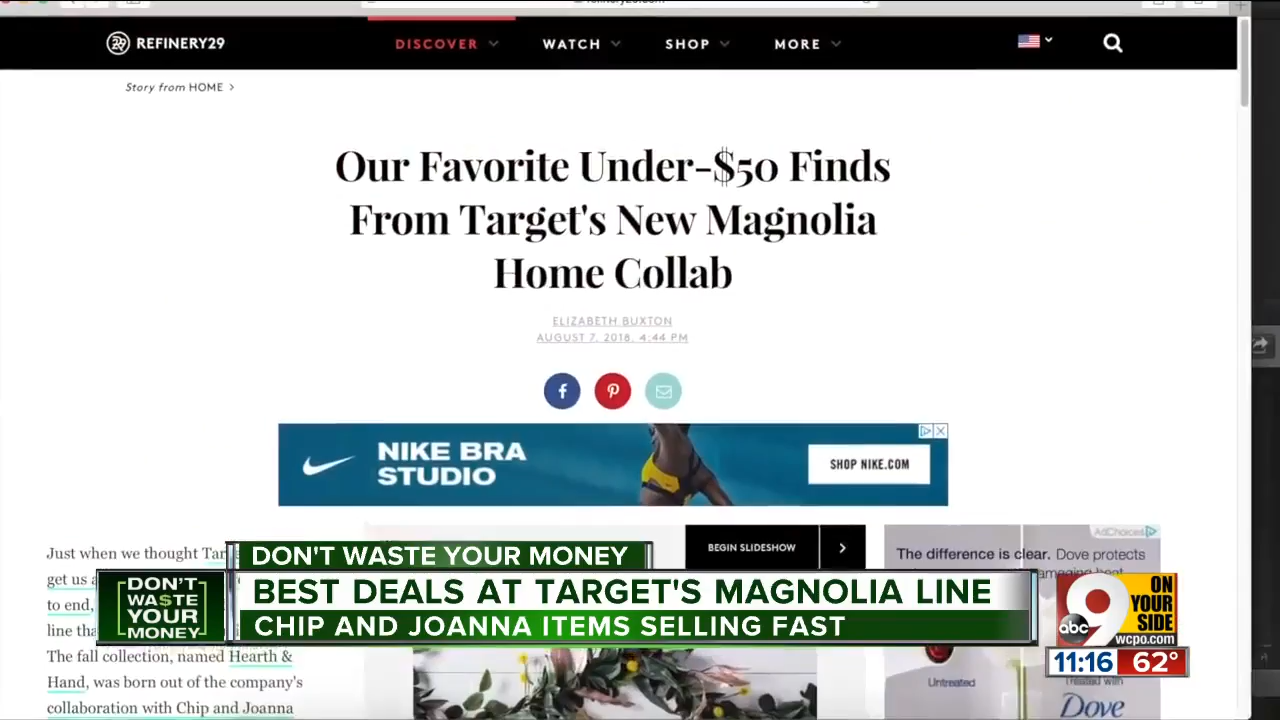 REFINERY29
DISCOVER
WATCH
SHOP
MORE
Story from HOME >
Our Favorite Under-$50 Finds
From Target's New Magnolia
Home Collab
ELIZABETH BUXTON
AUGUST 7, 2018, 4:44 PM
NIKE BRA
STUDIO
SHOP NIKE.COM
AdChoices
Just when we thought
BEGIN SLIDESHOW
The difference is clear. Dove protects
get us
to end,
line
The fall collection, named Hearth &
Hand, was born out of the company's
collaboration with Chip and Joanna
DON'T WASTE YOUR MONEY
DON'T
WA$TE
YOUR
MONEY
BEST DEALS AT TARGET'S MAGNOLIA LINE
CHIP AND JOANNA ITEMS SELLING FAST
abc
9
ON
YOUR
SIDE
wcpo.com
11:16 62°
Untreated
Treated with
Dove